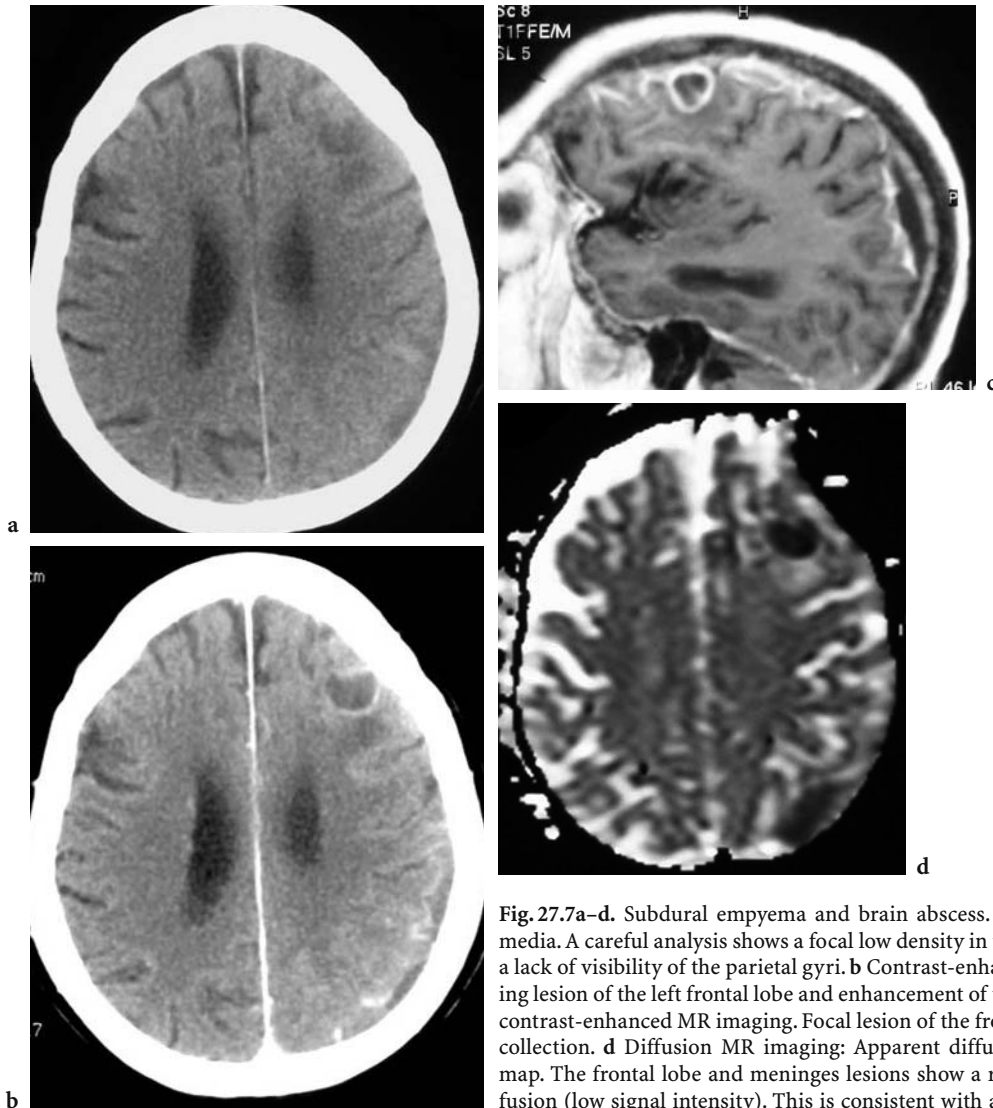 Sc 8
T1FFE/M
SL 5
H
P
c
a
cm
7
b
d
Fig. 27.7a–d. Subdural empyema and brain abscess.
media. A careful analysis shows a focal low density in
a lack of visibility of the parietal gyri. b Contrast-enha
ing lesion of the left frontal lobe and enhancement of
contrast-enhanced MR imaging. Focal lesion of the fro
collection. d Diffusion MR imaging: Apparent diffu
map. The frontal lobe and meninges lesions show a r
fusion (low signal intensity). This is consistent with a